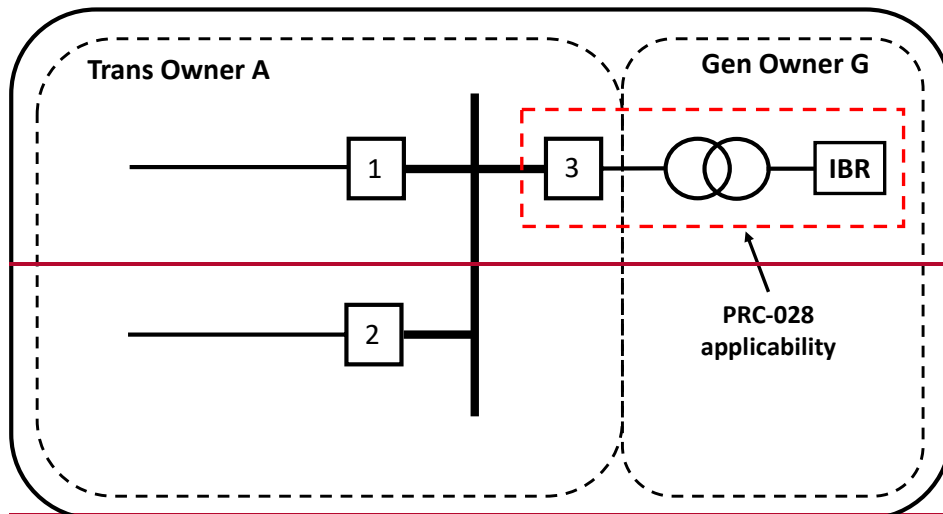 Trans Owner A
Gen Owner G
1
3
IBR
2
PRC-028
applicability